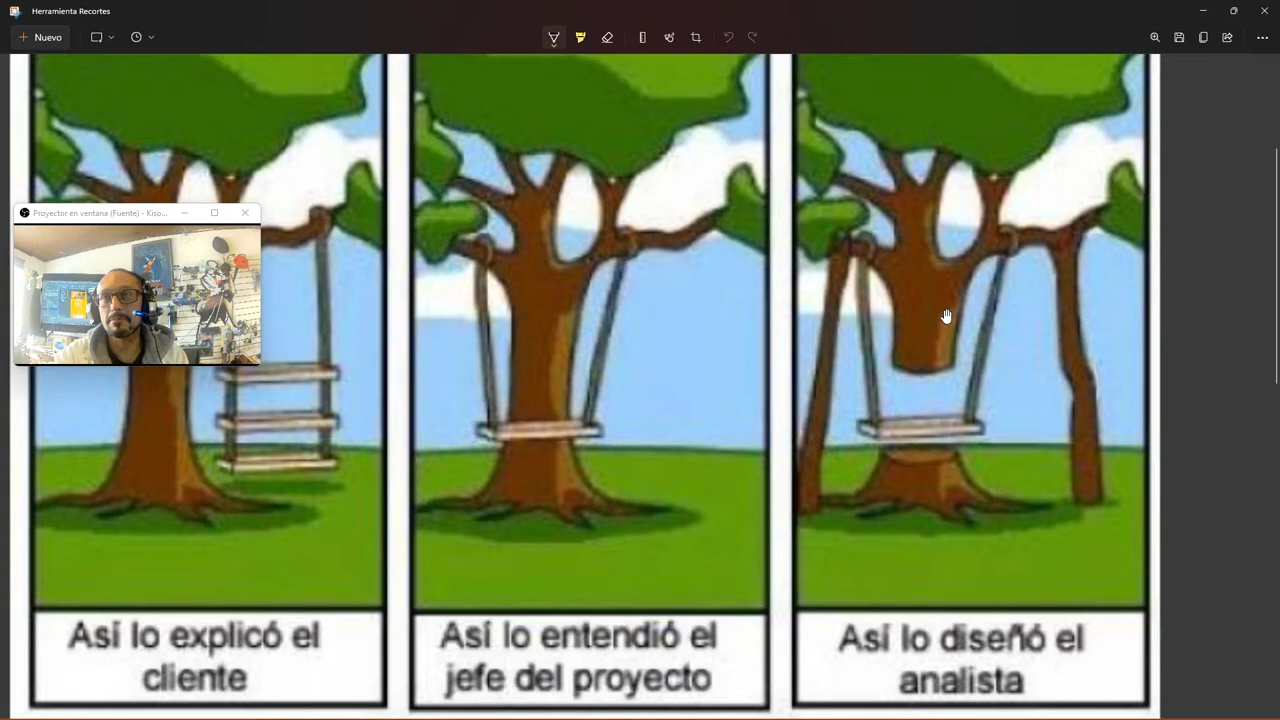 Herramienta Recortes
Nuevo
Proyector en ventana (Fuente) - Kiso...
Así lo explicó el
cliente
Así lo entendió el
jefe del proyecto
Así lo diseñó el
analista